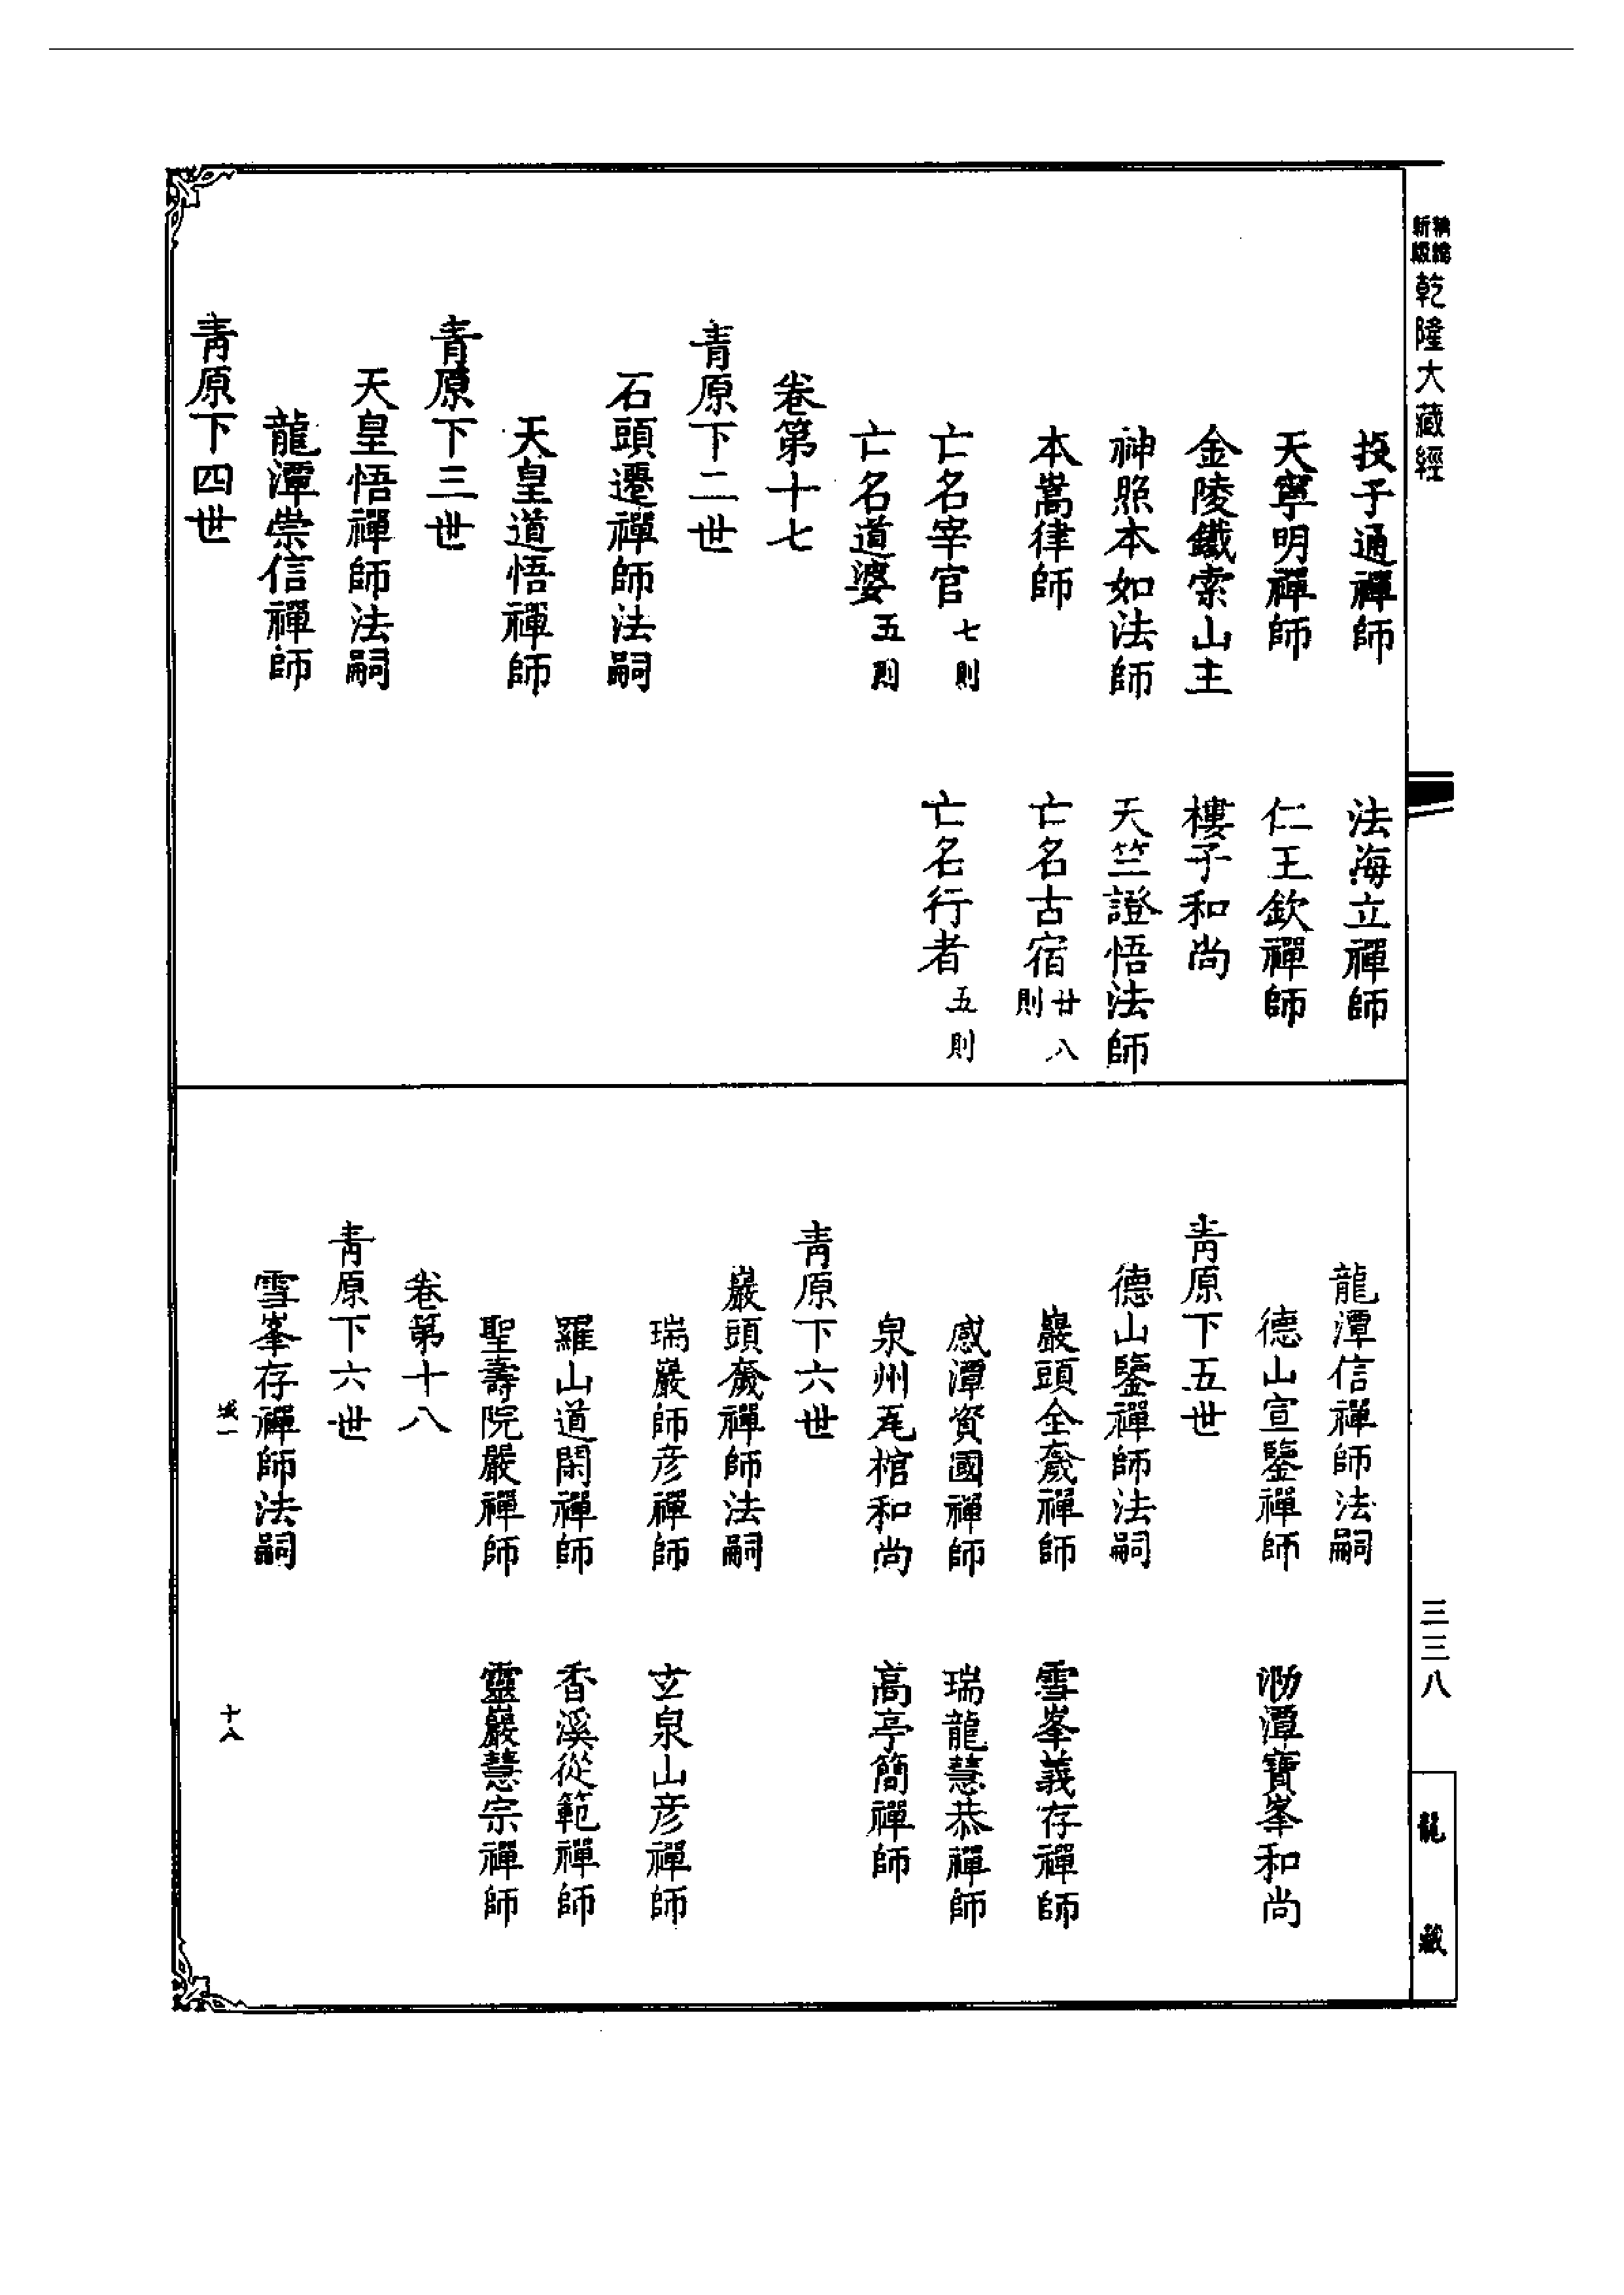 精編
新版
乾隆大藏經
投子通禪師 法海立禪師
天寧明禪師 仁王欽禪師
金陵鐵索山主 樓子和尚
神照本如法師 天竺證悟法師
本嵩律師 亡名古宿廿八則
亡名宰官七則 亡名行者五則
亡名道婆五則
卷第十七
青原下二世
石頭遷禪師法嗣
天皇道悟禪師
青原下三世
天皇悟禪師法嗣
龍潭崇信禪師
青原下四世
龍潭信禪師法嗣
德山宣鑒禪師 泐潭寶峯和尚
青原下五世
德山鑒禪師法嗣
巖頭全奯禪師 雪峯義存禪師
感潭資國禪師 瑞龍慧恭禪師
泉州瓦棺和尚 高亭簡禪師
青原下六世
巖頭奯禪師法嗣
瑞巖師彥禪師 玄泉山彥禪師
羅山道閑禪師 香溪從範禪師
聖壽院嚴禪師 靈巖慧宗禪師
卷第十八
青原下六世
雪峯存禪師法嗣
十八
三三八
龍藏